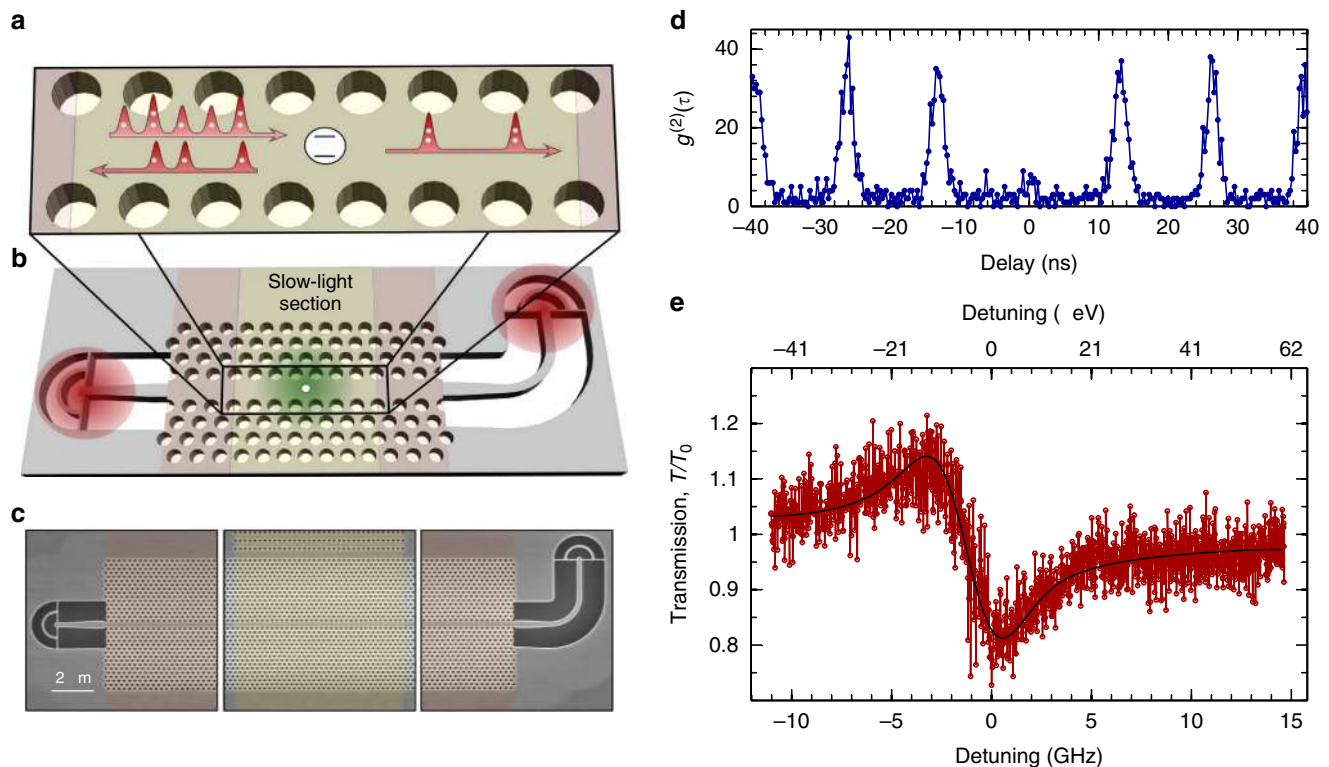 a
b
Slow-light
section
c
2 m
d
g(2)(τ)
40
20
0
−40 −30 −20 −10 0 10 20 30 40
Delay (ns)
e
Detuning ( eV)
−41 −21 0 21 41 62
Transmission, T/T0
1.2
1.1
1
0.9
0.8
−10 −5 0 5 10 15
Detuning (GHz)